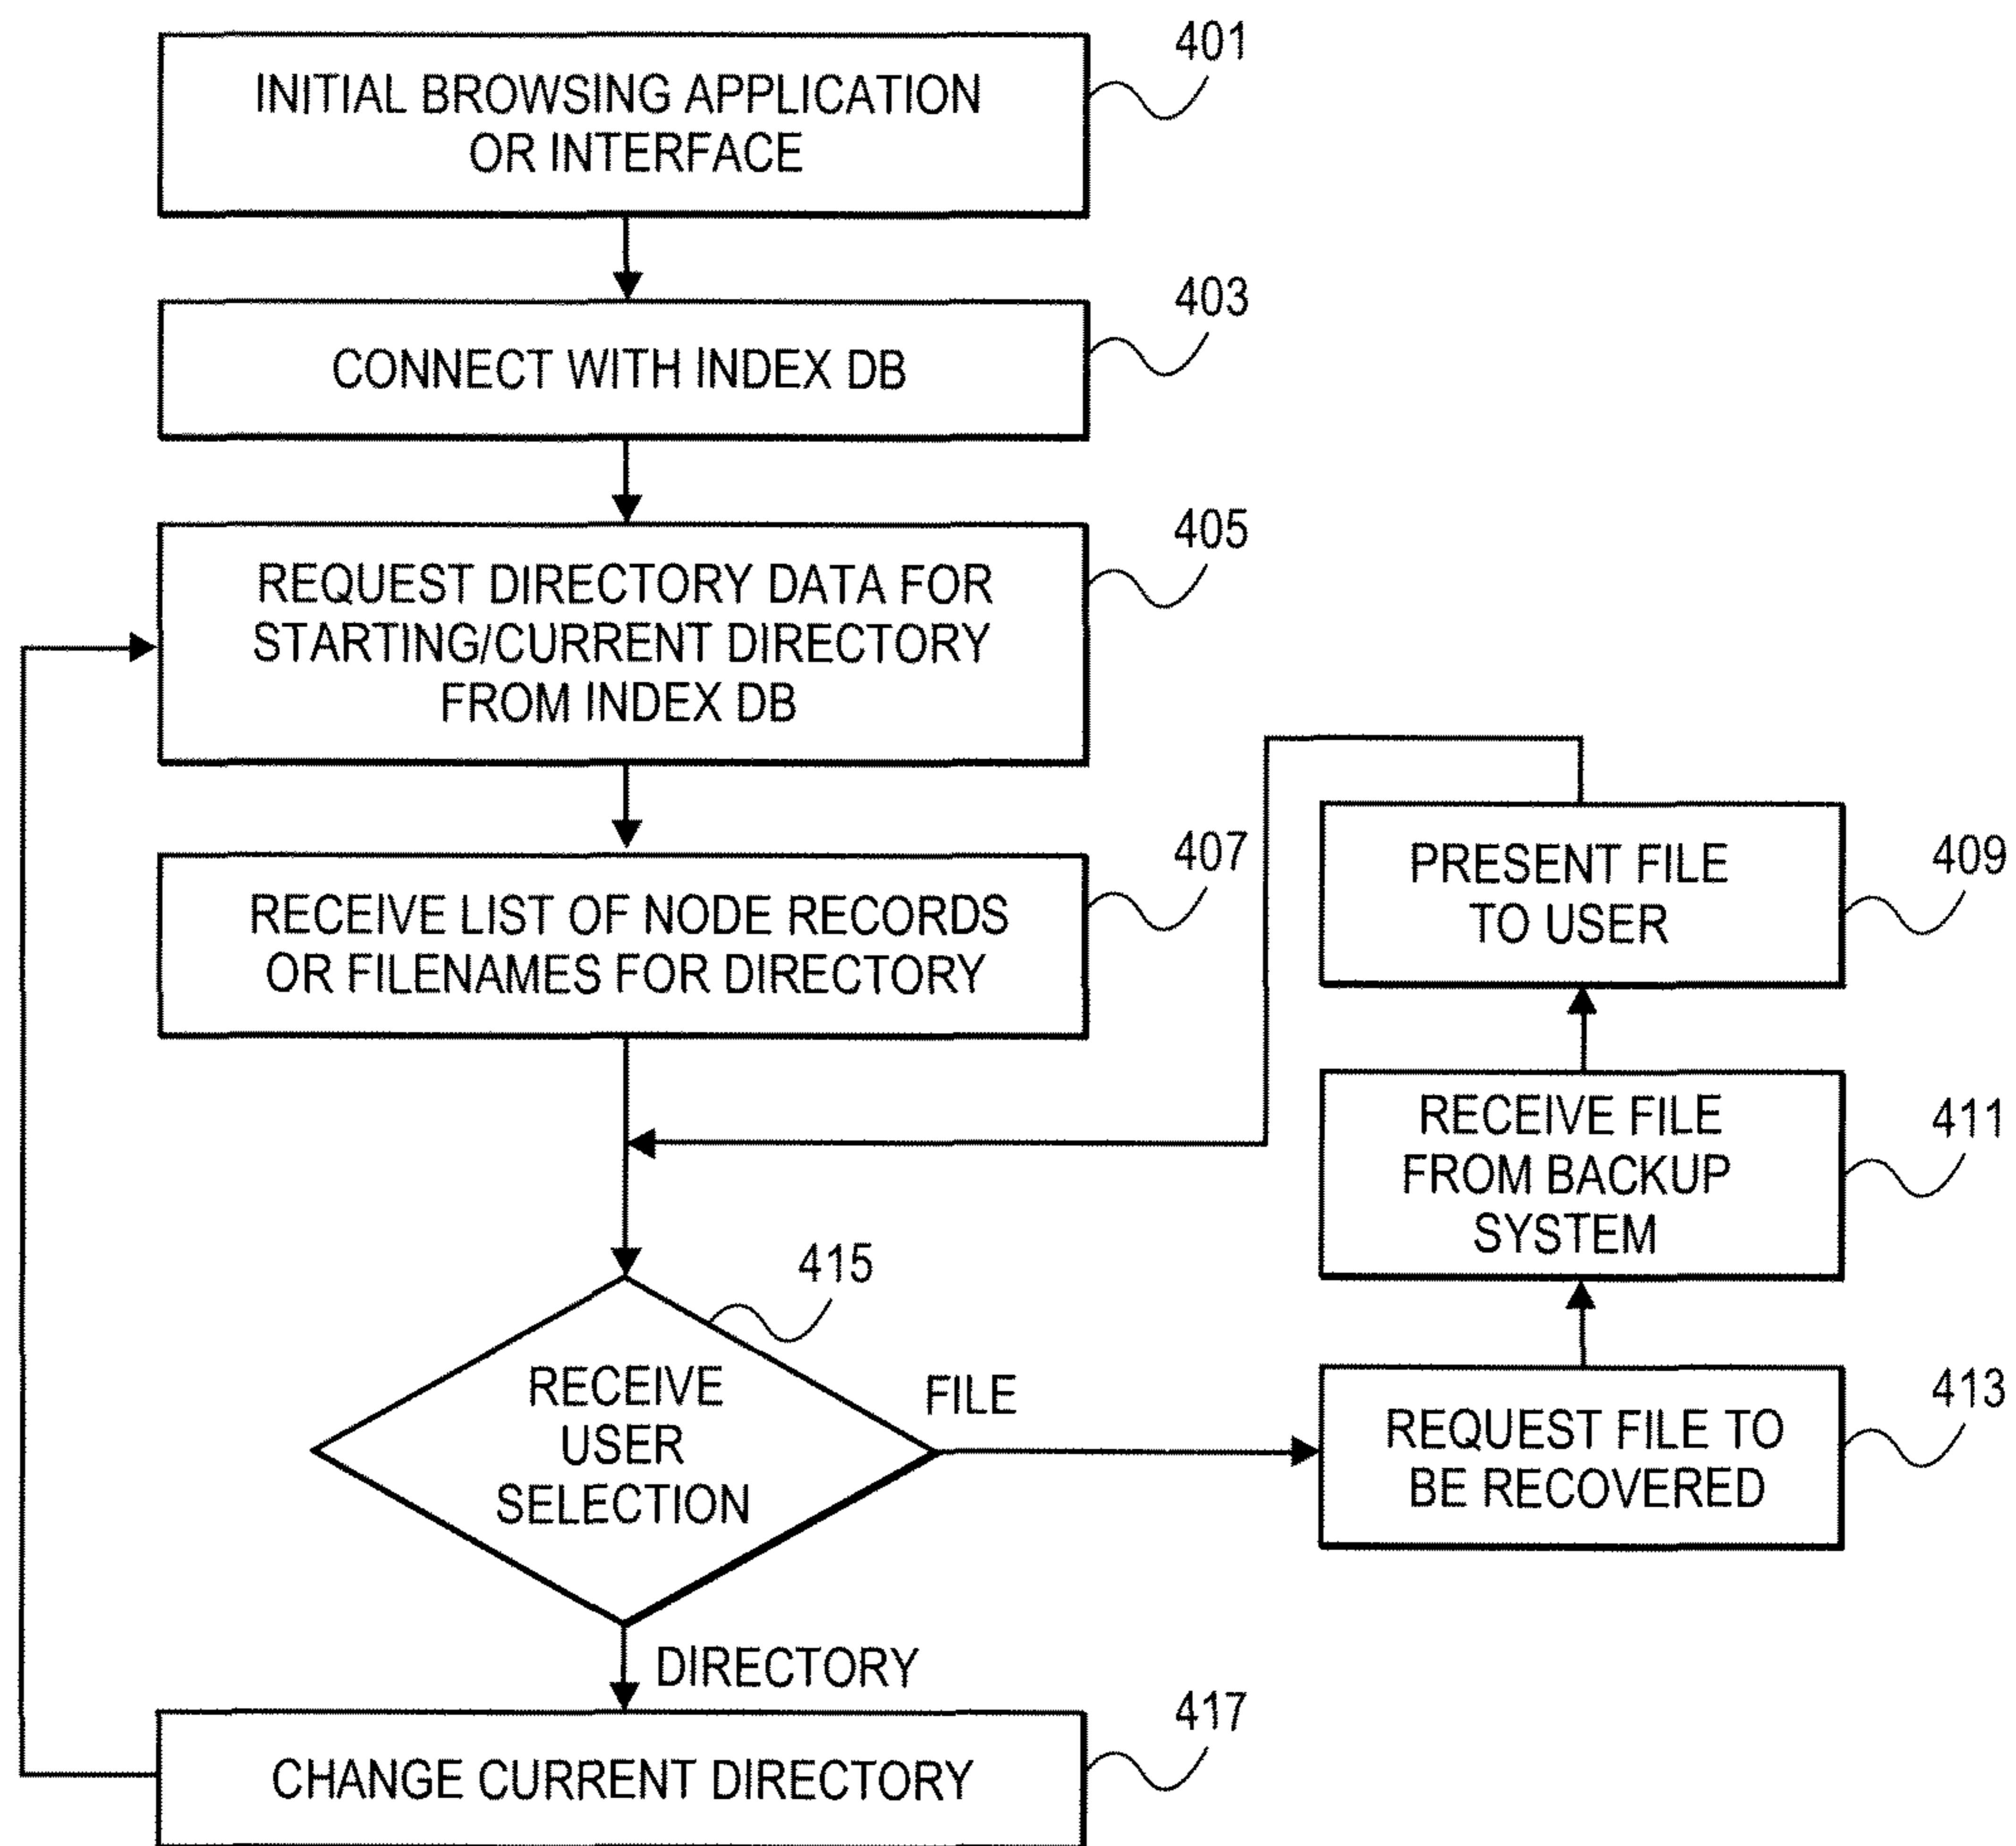 401
INITIAL BROWSING APPLICATION
OR INTERFACE
403
CONNECT WITH INDEX DB
405
REQUEST DIRECTORY DATA FOR
STARTING/CURRENT DIRECTORY
FROM INDEX DB
407
RECEIVE LIST OF NODE RECORDS
OR FILENAMES FOR DIRECTORY
PRESENT FILE
TO USER
409
RECEIVE FILE
FROM BACKUP
SYSTEM
411
415
RECEIVE
USER
SELECTION
FILE
REQUEST FILE TO
BE RECOVERED
413
DIRECTORY
417
CHANGE CURRENT DIRECTORY